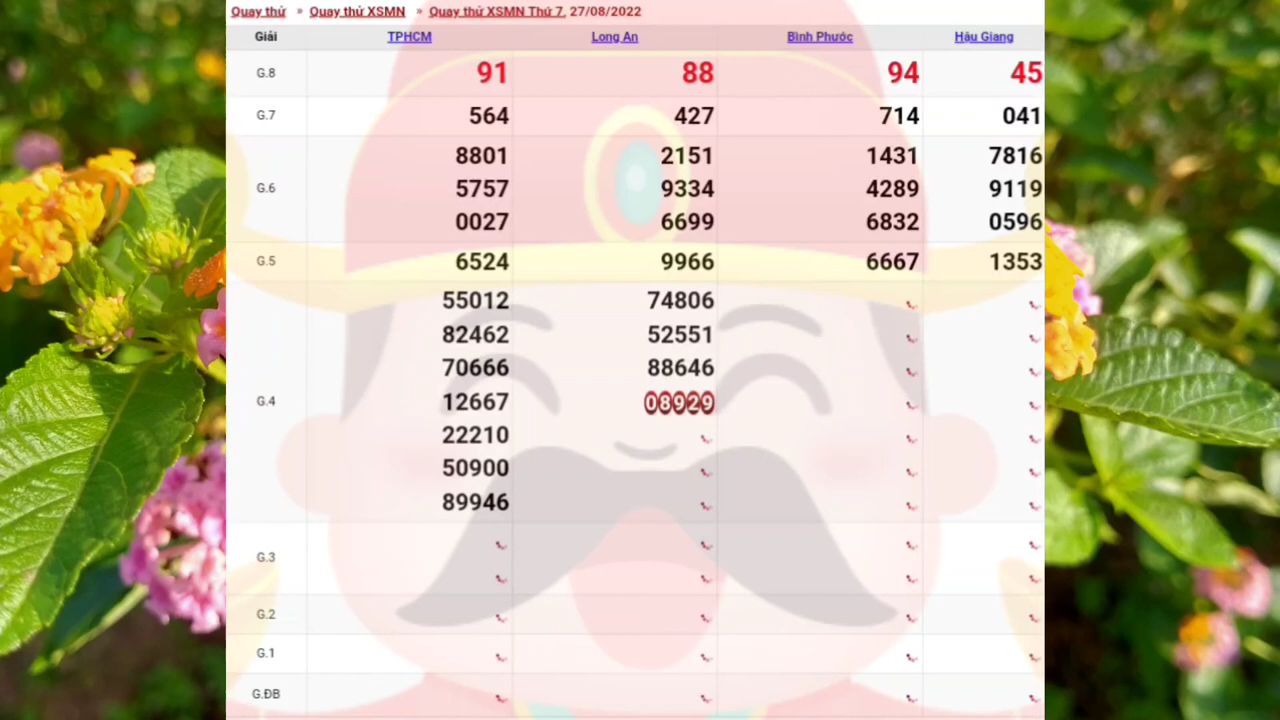 Quay thử » Quay thử XSMN » Quay thử XSMN Thứ 7, 27/08/2022
Giải TPHCM Long An Bình Phước Hậu Giang
G.8 91 88 94 45
G.7 564 427 714 041
8801 2151 1431 7816
G.6 5757 9334 4289 9119
0027 6699 6832 0596
G.5 6524 9966 6667 1353
55012 74806
82462 52551
70666 88646
G.4 12667 08929
22210
50900
89946
G.3
G.2
G.1
G.ĐB